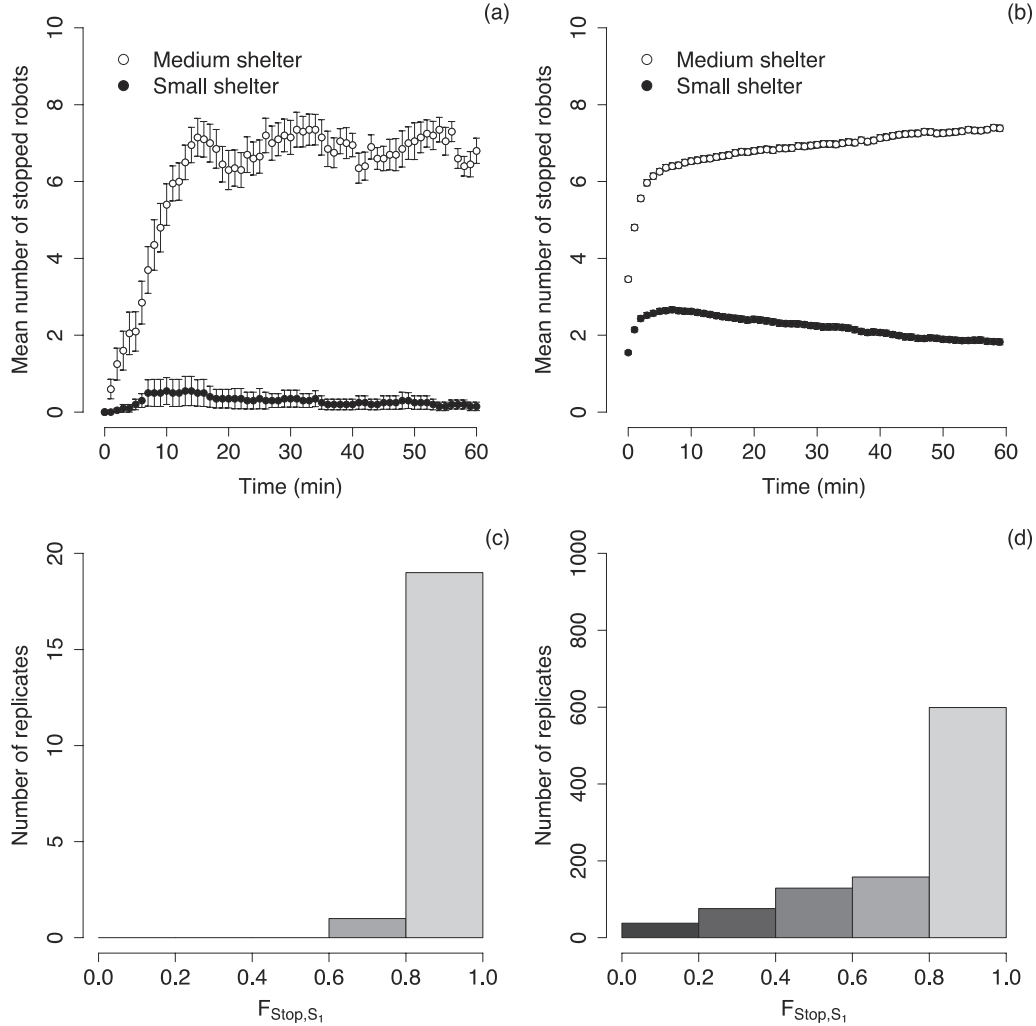 (a)
Mean number of stopped robots
10
8
6
4
2
0
Medium shelter
Small shelter
0 10 20 30 40 50 60
Time (min)
(b)
Mean number of stopped robots
10
8
6
4
2
0
Medium shelter
Small shelter
0 10 20 30 40 50 60
Time (min)
(c)
Number of replicates
20
15
10
5
0
0.0 0.2 0.4 0.6 0.8 1.0
F_Stop,S_1
(d)
Number of replicates
1000
800
600
400
200
0
0.0 0.2 0.4 0.6 0.8 1.0
F_Stop,S_1